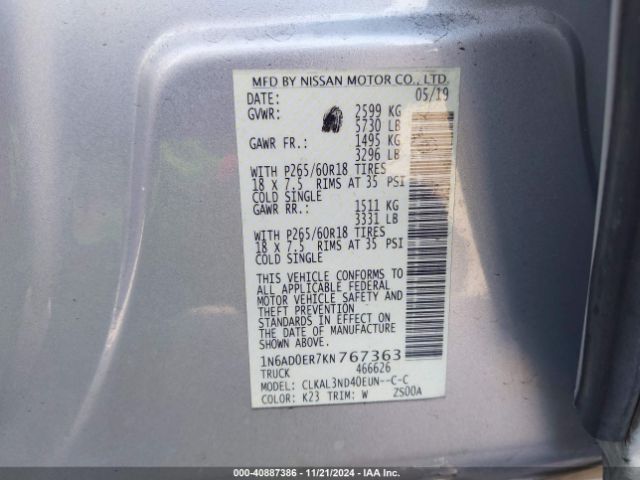 MFD BY NISSAN MOTOR CO., LTD.
DATE: 05/19
GVWR: 2599 KG
5730 LB
GAWR FR.: 1495 KG
3296 LB
WITH P265/60R18 TIRES
18 X 7.5 RIMS AT 35 PSI
COLD SINGLE
GAWR RR.: 1511 KG
3331 LB
WITH P265/60R18 TIRES
18 X 7.5 RIMS AT 35 PSI
COLD SINGLE
THIS VEHICLE CONFORMS TO
ALL APPLICABLE FEDERAL
MOTOR VEHICLE SAFETY AND
THEFT PREVENTION
STANDARDS IN EFFECT ON
THE DATE OF MANUFACTURE
SHOWN ABOVE.
1N6AD0ER7KN767363
TRUCK 466626
MODEL: CLKAL3ND40EUN--C-C
COLOR: K23 TRIM: W ZS00A
000-40887386 - 11/21/2024 - IAA Inc.